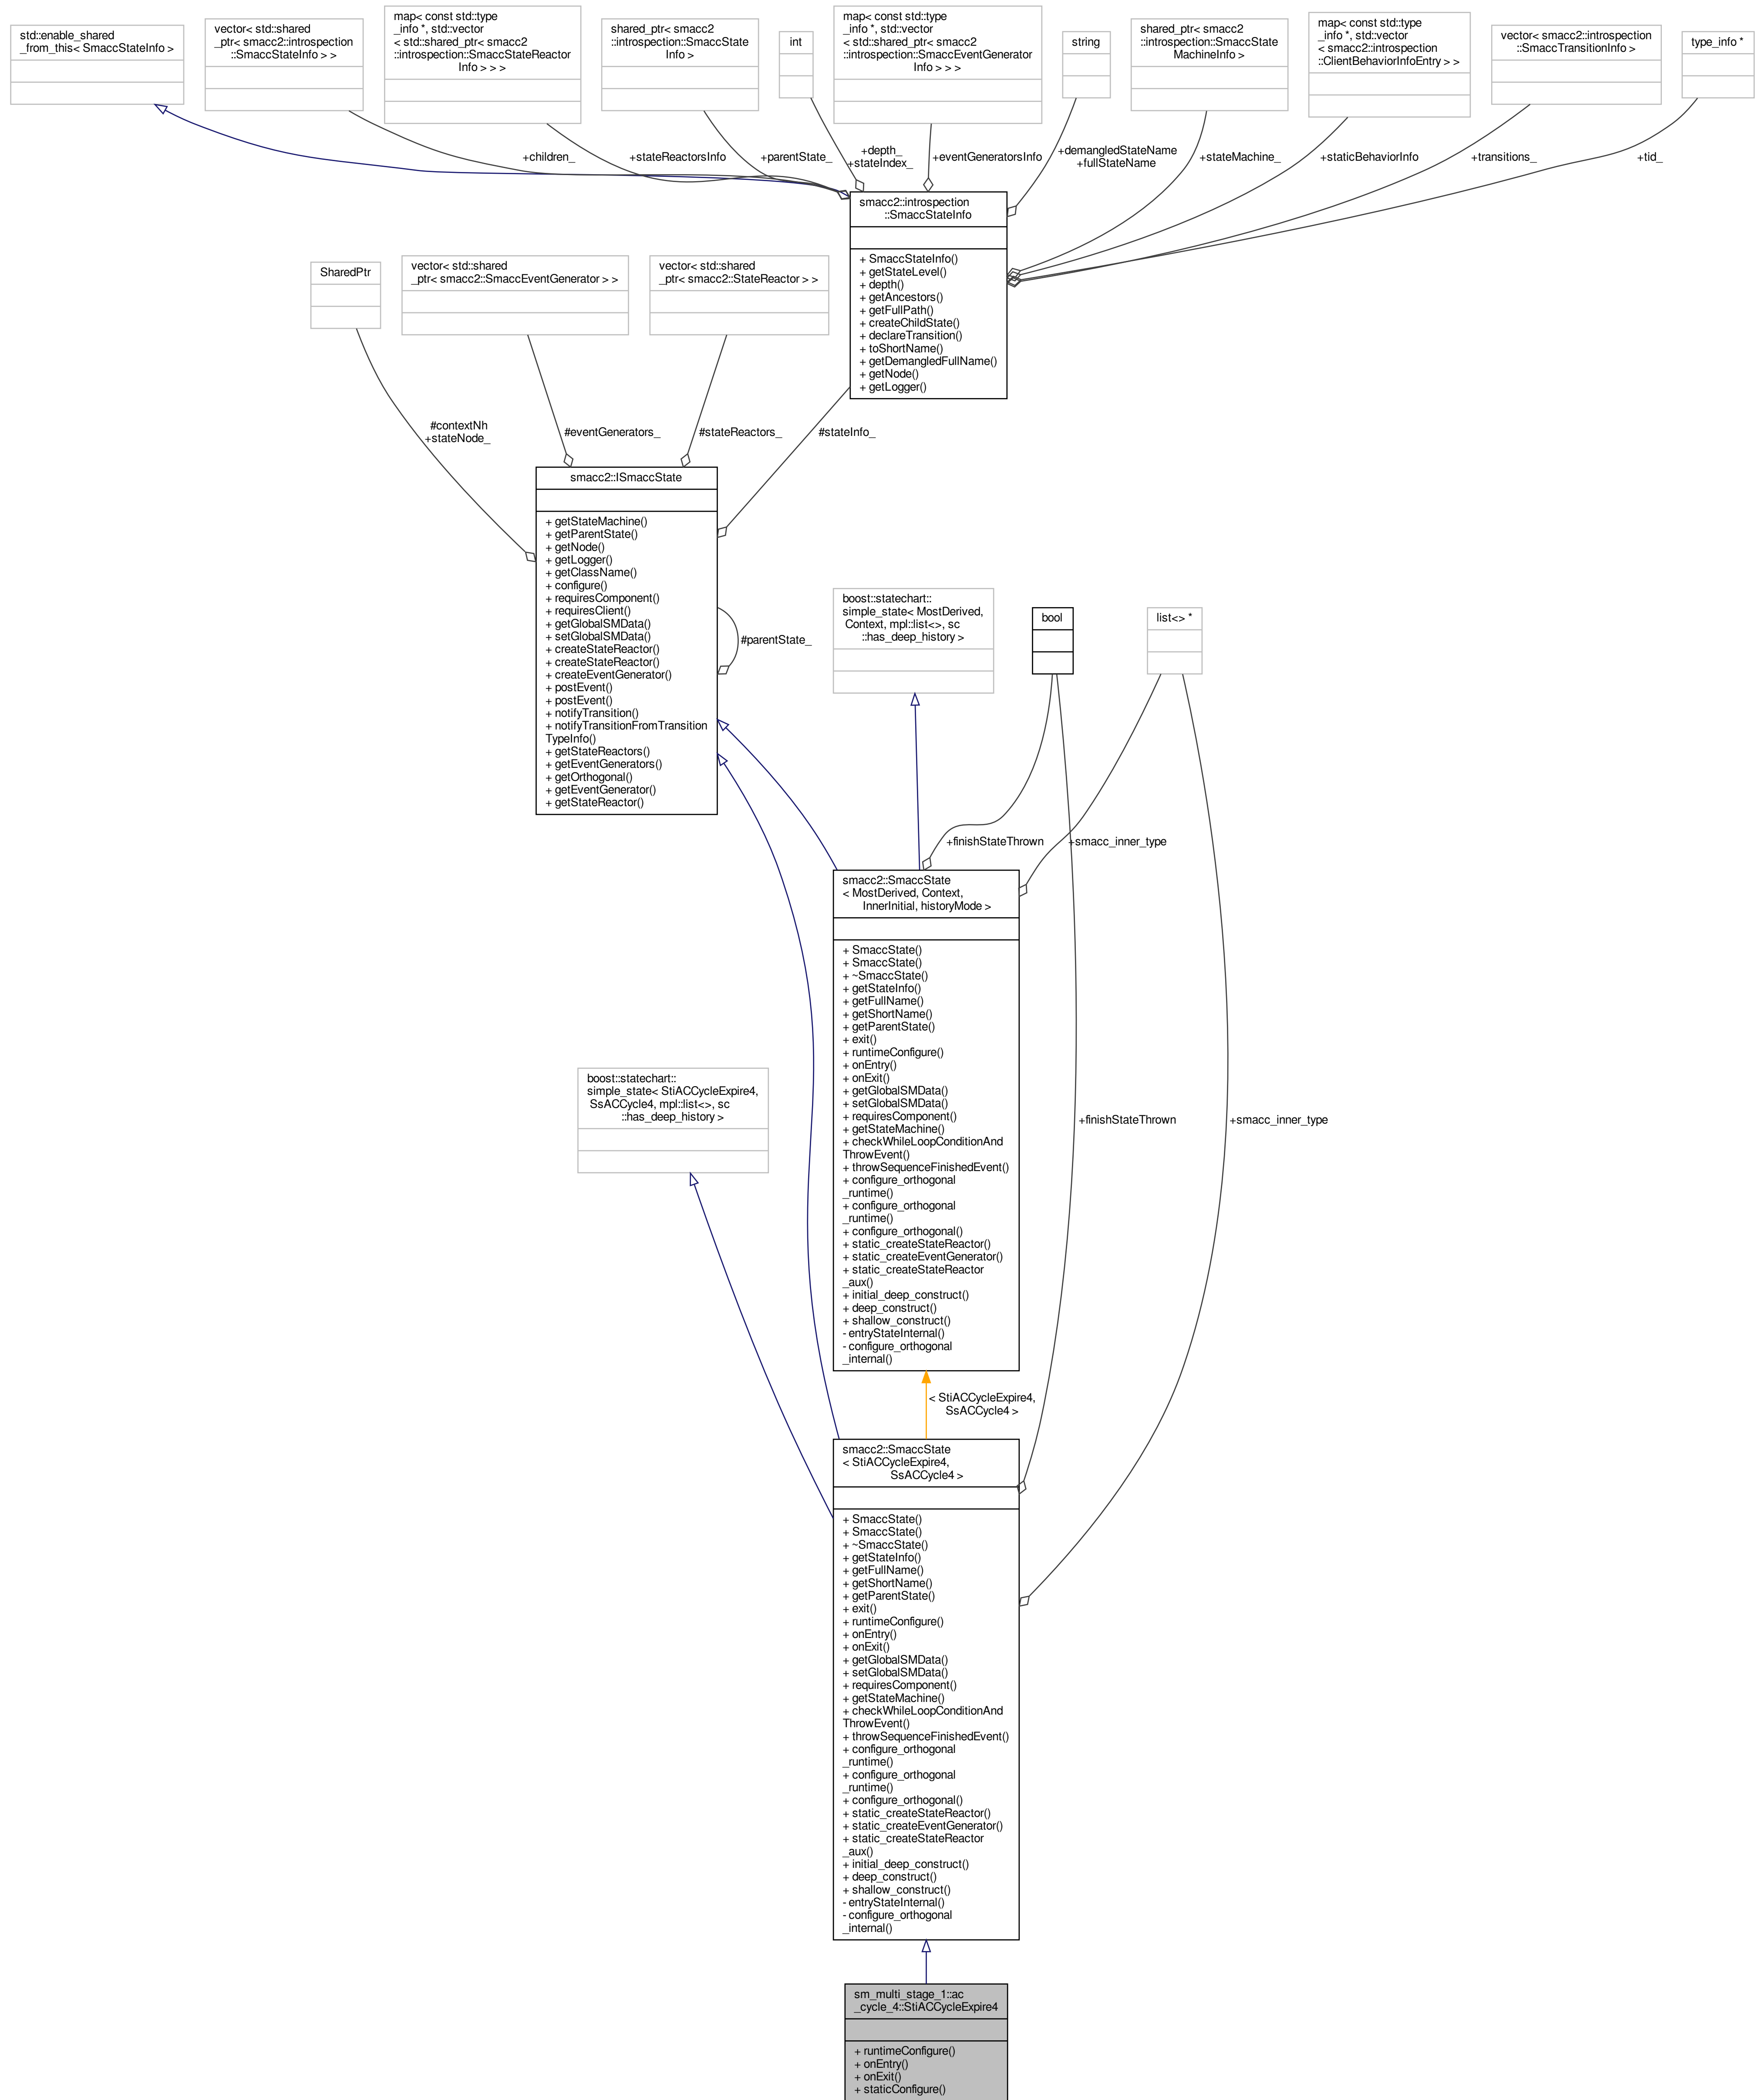 std::enable_shared
_from_this< SmaccStateInfo >
vector< std::shared
_ptr< smacc2::introspection
::SmaccStateInfo > >
map< const std::type
_info *, std::vector
< std::shared_ptr< smacc2
::introspection::SmaccStateReactor
Info > > >
shared_ptr< smacc2
::introspection::SmaccState
Info >
int
map< const std::type
_info *, std::vector
< std::shared_ptr< smacc2
::introspection::SmaccEventGenerator
Info > > >
string
shared_ptr< smacc2
::introspection::SmaccState
MachineInfo >
map< const std::type
_info *, std::vector
< smacc2::introspection
::ClientBehaviorInfoEntry > >
vector< smacc2::introspection
::SmaccTransitionInfo >
type_info *
+children_
+stateReactorsInfo
+parentState_
+depth_
+stateIndex_
+eventGeneratorsInfo
+demangledStateName
+fullStateName
+stateMachine_
+staticBehaviorInfo
+transitions_
+tid_
smacc2::introspection
::SmaccStateInfo
+ SmaccStateInfo()
+ getStateLevel()
+ depth()
+ getAncestors()
+ getFullPath()
+ createChildState()
+ declareTransition()
+ toShortName()
+ getDemangledFullName()
+ getNode()
+ getLogger()
SharedPtr
vector< std::shared
_ptr< smacc2::SmaccEventGenerator > >
vector< std::shared
_ptr< smacc2::StateReactor > >
#contextNh
+stateNode_
#eventGenerators_
#stateReactors_
#stateInfo_
smacc2::ISmaccState
+ getStateMachine()
+ getParentState()
+ getNode()
+ getLogger()
+ getClassName()
+ configure()
+ requiresComponent()
+ requiresClient()
+ getGlobalSMData()
+ setGlobalSMData()
+ createStateReactor()
+ createStateReactor()
+ createEventGenerator()
+ postEvent()
+ postEvent()
+ notifyTransition()
+ notifyTransitionFromTransition
TypeInfo()
+ getStateReactors()
+ getEventGenerators()
+ getOrthogonal()
+ getEventGenerator()
+ getStateReactor()
#parentState_
boost::statechart::
simple_state< MostDerived,
Context, mpl::list<>, sc
::has_deep_history >
bool
list<> *
+finishStateThrown
+smacc_inner_type
smacc2::SmaccState
< MostDerived, Context,
InnerInitial, historyMode >
+ SmaccState()
+ SmaccState()
+ ~SmaccState()
+ getStateInfo()
+ getFullName()
+ getShortName()
+ getParentState()
+ exit()
+ runtimeConfigure()
+ onEntry()
+ onExit()
+ getGlobalSMData()
+ setGlobalSMData()
+ requiresComponent()
+ getStateMachine()
+ checkWhileLoopConditionAnd
ThrowEvent()
+ throwSequenceFinishedEvent()
+ configure_orthogonal
_runtime()
+ configure_orthogonal
_runtime()
+ configure_orthogonal()
+ static_createStateReactor()
+ static_createEventGenerator()
+ static_createStateReactor
_aux()
+ initial_deep_construct()
+ deep_construct()
+ shallow_construct()
- entryStateInternal()
- configure_orthogonal
_internal()
boost::statechart::
simple_state< StiACCycleExpire4,
SsACCycle4, mpl::list<>, sc
::has_deep_history >
+finishStateThrown
+smacc_inner_type
< StiACCycleExpire4,
SsACCycle4 >
smacc2::SmaccState
< StiACCycleExpire4,
SsACCycle4 >
+ SmaccState()
+ SmaccState()
+ ~SmaccState()
+ getStateInfo()
+ getFullName()
+ getShortName()
+ getParentState()
+ exit()
+ runtimeConfigure()
+ onEntry()
+ onExit()
+ getGlobalSMData()
+ setGlobalSMData()
+ requiresComponent()
+ getStateMachine()
+ checkWhileLoopConditionAnd
ThrowEvent()
+ throwSequenceFinishedEvent()
+ configure_orthogonal
_runtime()
+ configure_orthogonal
_runtime()
+ configure_orthogonal()
+ static_createStateReactor()
+ static_createEventGenerator()
+ static_createStateReactor
_aux()
+ initial_deep_construct()
+ deep_construct()
+ shallow_construct()
- entryStateInternal()
- configure_orthogonal
_internal()
sm_multi_stage_1::ac
_cycle_4::StiACCycleExpire4
+ runtimeConfigure()
+ onEntry()
+ onExit()
+ staticConfigure()